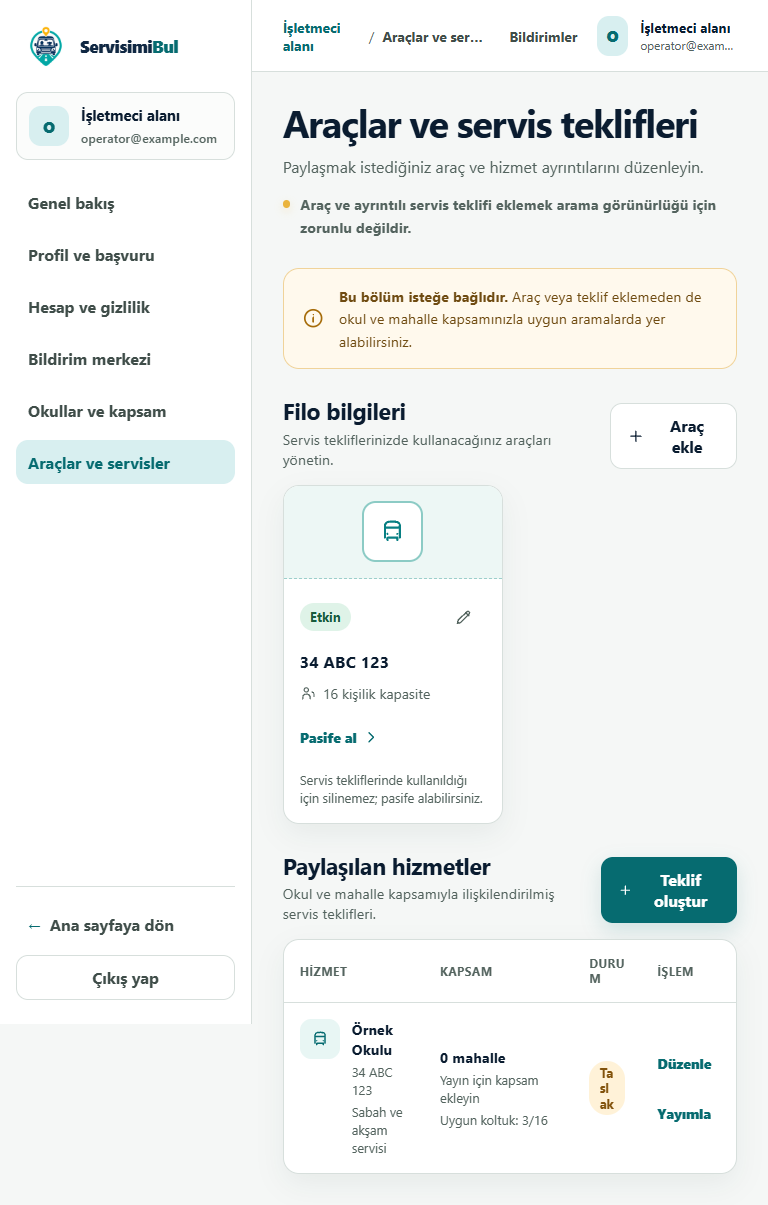 ServisimiBul
O
İşletmeci alanı
operator@example.com
Genel bakış
Profil ve başvuru
Hesap ve gizlilik
Bildirim merkezi
Okullar ve kapsam
Araçlar ve servisler
← Ana sayfaya dön
Çıkış yap
İşletmeci
alanı
/ Araçlar ve ser...
Bildirimler
O
İşletmeci alanı
operator@exam...
Araçlar ve servis teklifleri
Paylaşmak istediğiniz araç ve hizmet ayrıntılarını düzenleyin.
Araç ve ayrıntılı servis teklifi eklemek arama görünürlüğü için
zorunlu değildir.
Bu bölüm isteğe bağlıdır. Araç veya teklif eklemeden de
okul ve mahalle kapsamınızla uygun aramalarda yer
alabilirsiniz.
Filo bilgileri
Servis tekliflerinizde kullanacağınız araçları
yönetin.
+ Araç
ekle
Etkin
34 ABC 123
16 kişilik kapasite
Pasife al
Servis tekliflerinde kullanıldığı
için silinemez; pasife alabilirsiniz.
Paylaşılan hizmetler
Okul ve mahalle kapsamıyla ilişkilendirilmiş
servis teklifleri.
+ Teklif
oluştur
HİZMET
KAPSAM
DURU
M
İŞLEM
Örnek
Okulu
34 ABC
123
Sabah ve
akşam
servisi
0 mahalle
Yayın için kapsam
ekleyin
Uygun koltuk: 3/16
Ta
sl
ak
Düzenle
Yayımla